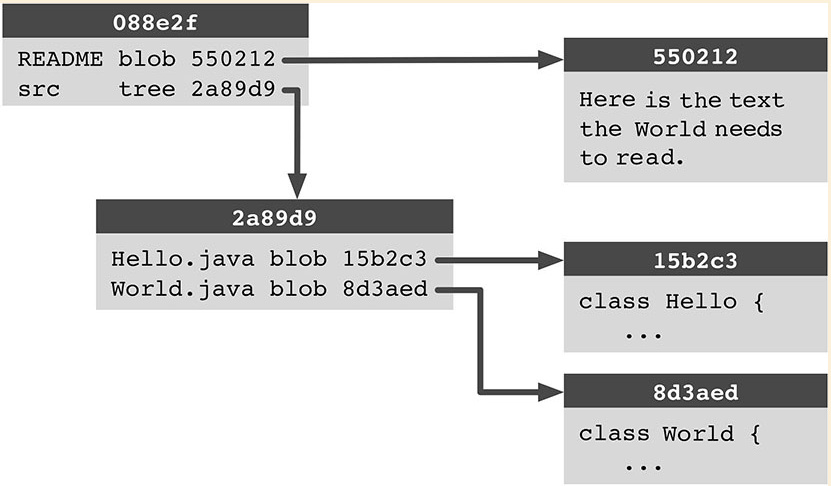 088e2f
README blob 550212
src tree 2a89d9
550212
Here is the text
the World needs
to read.
2a89d9
Hello.java blob 15b2c3
World.java blob 8d3aed
15b2c3
class Hello {
...
8d3aed
class World {
...